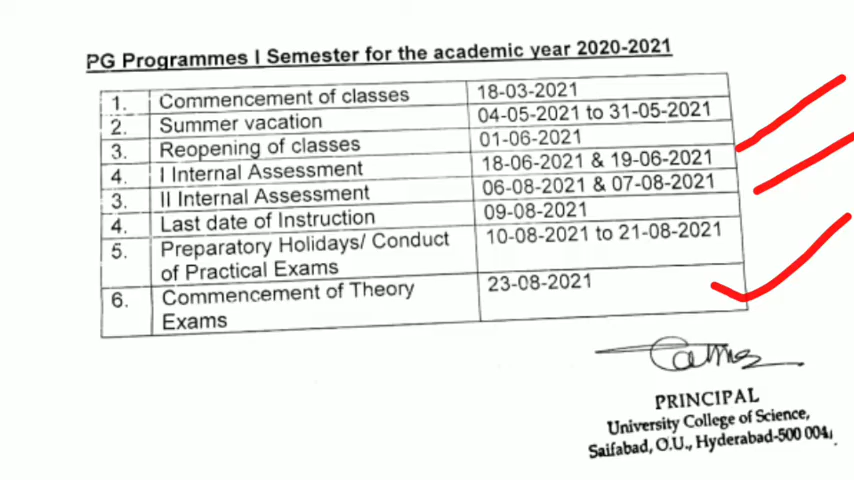 PG Programmes I Semester for the academic year 2020-2021
1. Commencement of classes 18-03-2021
2. Summer vacation 04-05-2021 to 31-05-2021
3. Reopening of classes 01-06-2021
4. I Internal Assessment 18-06-2021 & 19-06-2021
3. II Internal Assessment 06-08-2021 & 07-08-2021
4. Last date of Instruction 09-08-2021
5. Preparatory Holidays/ Conduct 10-08-2021 to 21-08-2021
of Practical Exams
6. Commencement of Theory 23-08-2021
Exams
PRINCIPAL
University College of Science,
Saifabad, O.U., Hyderabad-500 004.